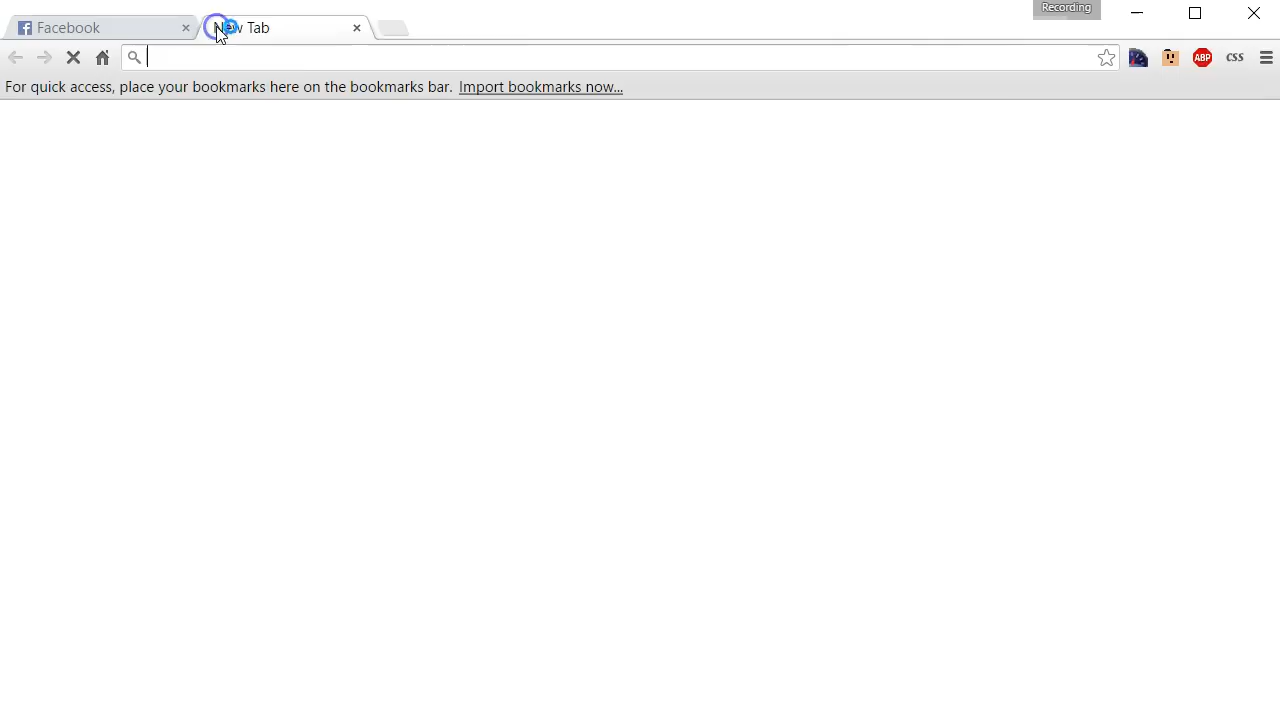 Recording
Facebook
New Tab
For quick access, place your bookmarks here on the bookmarks bar. Import bookmarks now...
ABP
CSS